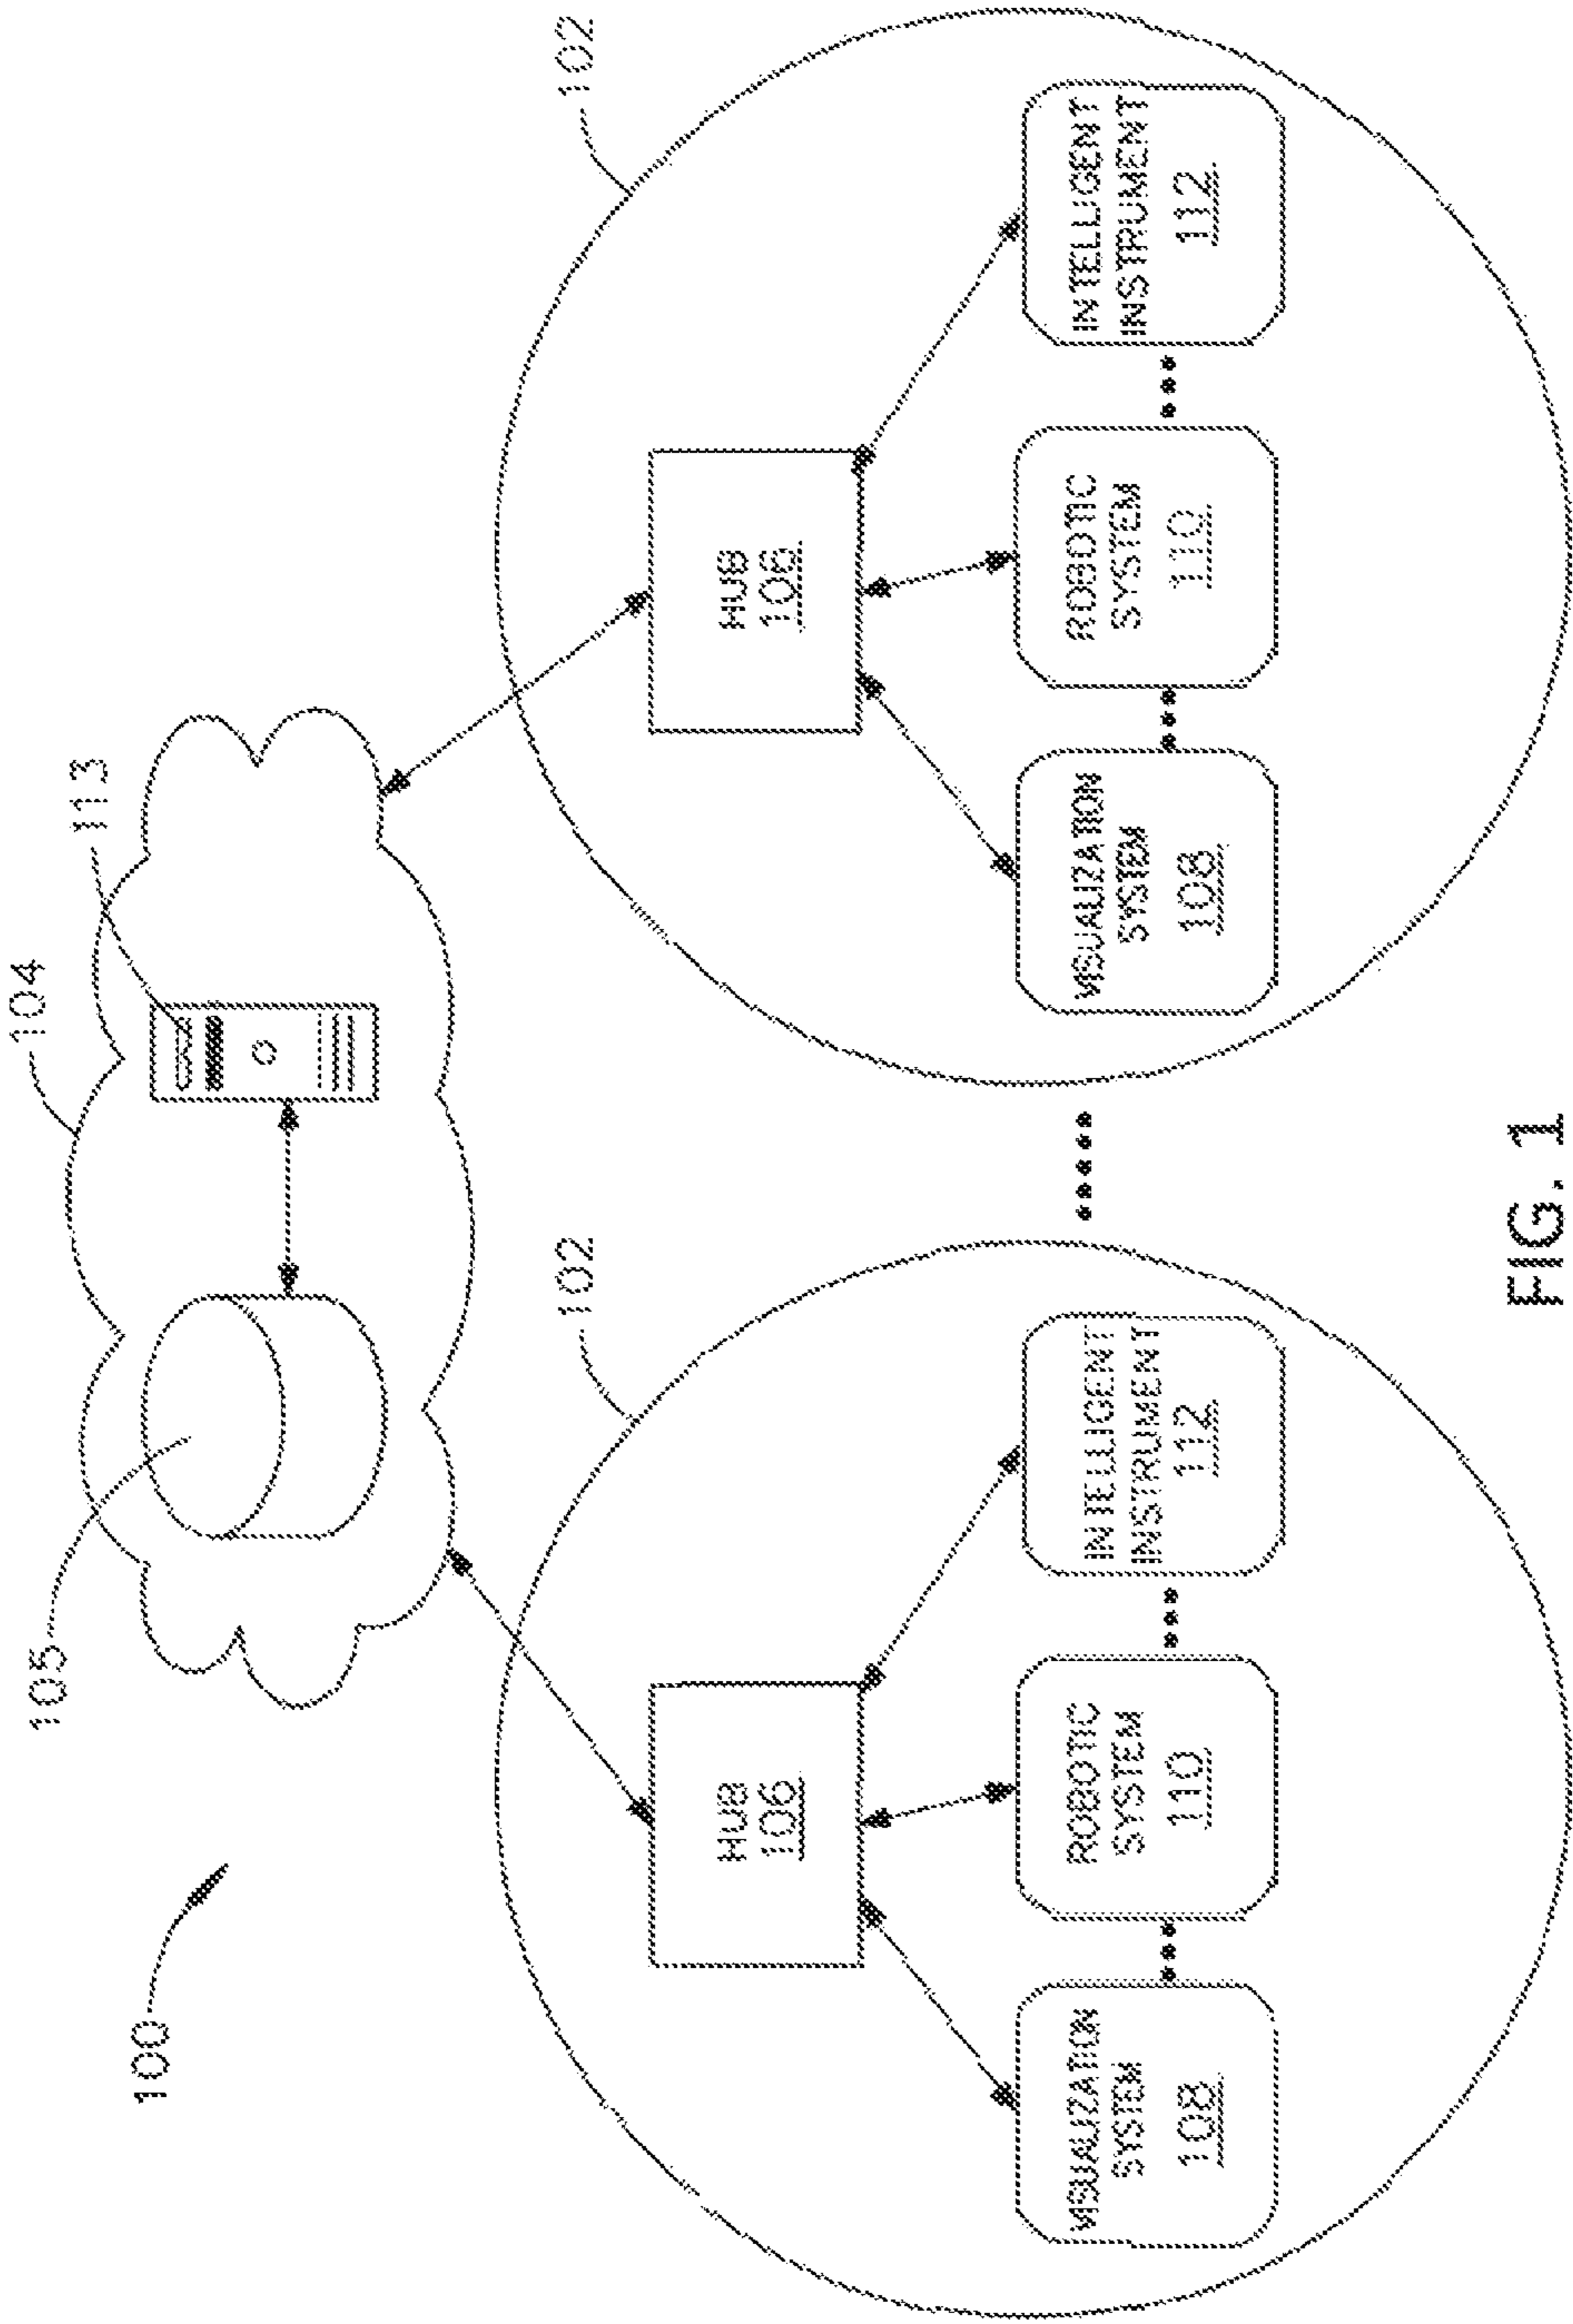 100
105
104
113
102
102
HUB
106
HUB
106
VISUALIZATION
SYSTEM
108
ROBOTIC
SYSTEM
110
INTELLIGENT
INSTRUMENT
112
VISUALIZATION
SYSTEM
108
ROBOTIC
SYSTEM
110
INTELLIGENT
INSTRUMENT
112
FIG. 1